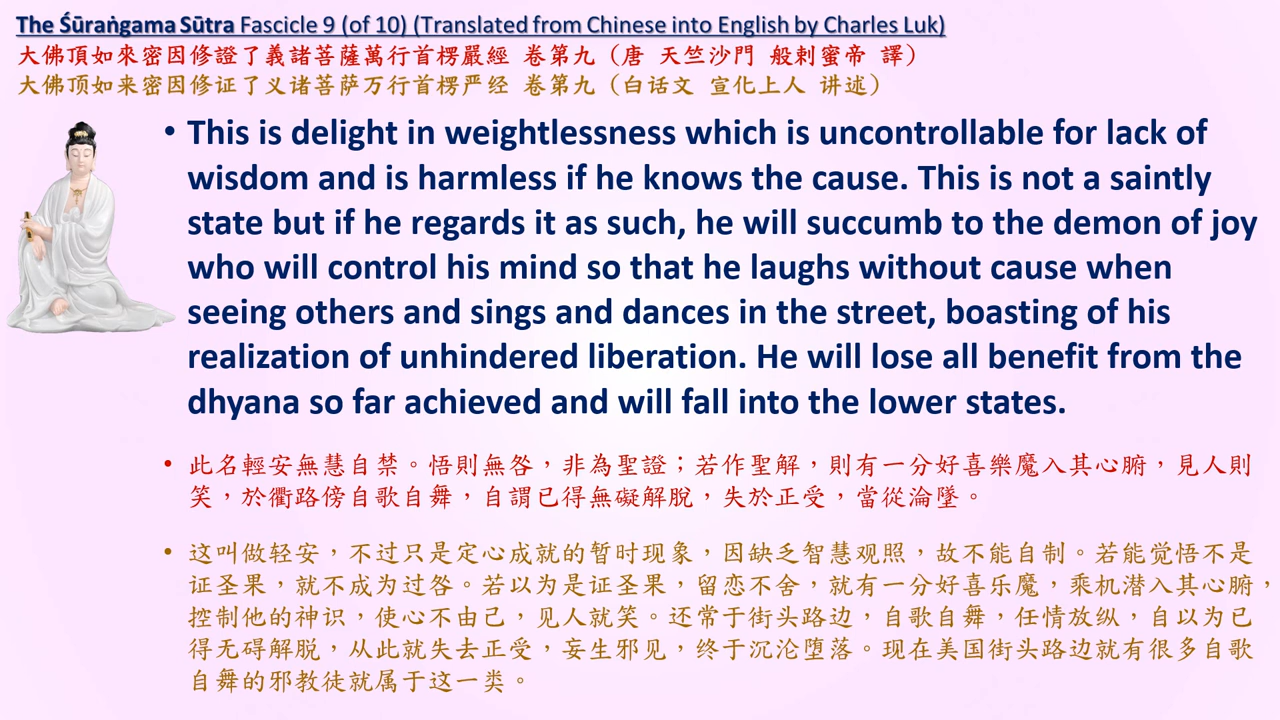 The Śūraṅgama Sūtra Fascicle 9 (of 10) (Translated from Chinese into English by Charles Luk)
大佛頂如來密因修證了義諸菩薩萬行首楞嚴經 卷第九（唐 天竺沙門 般剌蜜帝 譯）
大佛顶如来密因修证了义诸菩萨万行首楞严经 卷第九（白话文 宣化上人 讲述）
• This is delight in weightlessness which is uncontrollable for lack of
wisdom and is harmless if he knows the cause. This is not a saintly
state but if he regards it as such, he will succumb to the demon of joy
who will control his mind so that he laughs without cause when
seeing others and sings and dances in the street, boasting of his
realization of unhindered liberation. He will lose all benefit from the
dhyana so far achieved and will fall into the lower states.
• 此名輕安無慧自禁。悟則無咎，非為聖證；若作聖解，則有一分好喜樂魔入其心腑，見人則
笑，於衢路傍自歌自舞，自謂已得無礙解脫，失於正受，當從淪墜。
• 这叫做轻安，不过只是定心成就的暂时现象，因缺乏智慧观照，故不能自制。若能觉悟不是
证圣果，就不成为过咎。若以为是证圣果，留恋不舍，就有一分好喜乐魔，乘机潜入其心腑，
控制他的神识，使心不由己，见人就笑。还常于街头路边，自歌自舞，任情放纵，自以为已
得无碍解脱，从此就失去正受，妄生邪见，终于沉沦堕落。现在美国街头路边就有很多自歌
自舞的邪教徒就属于这一类。